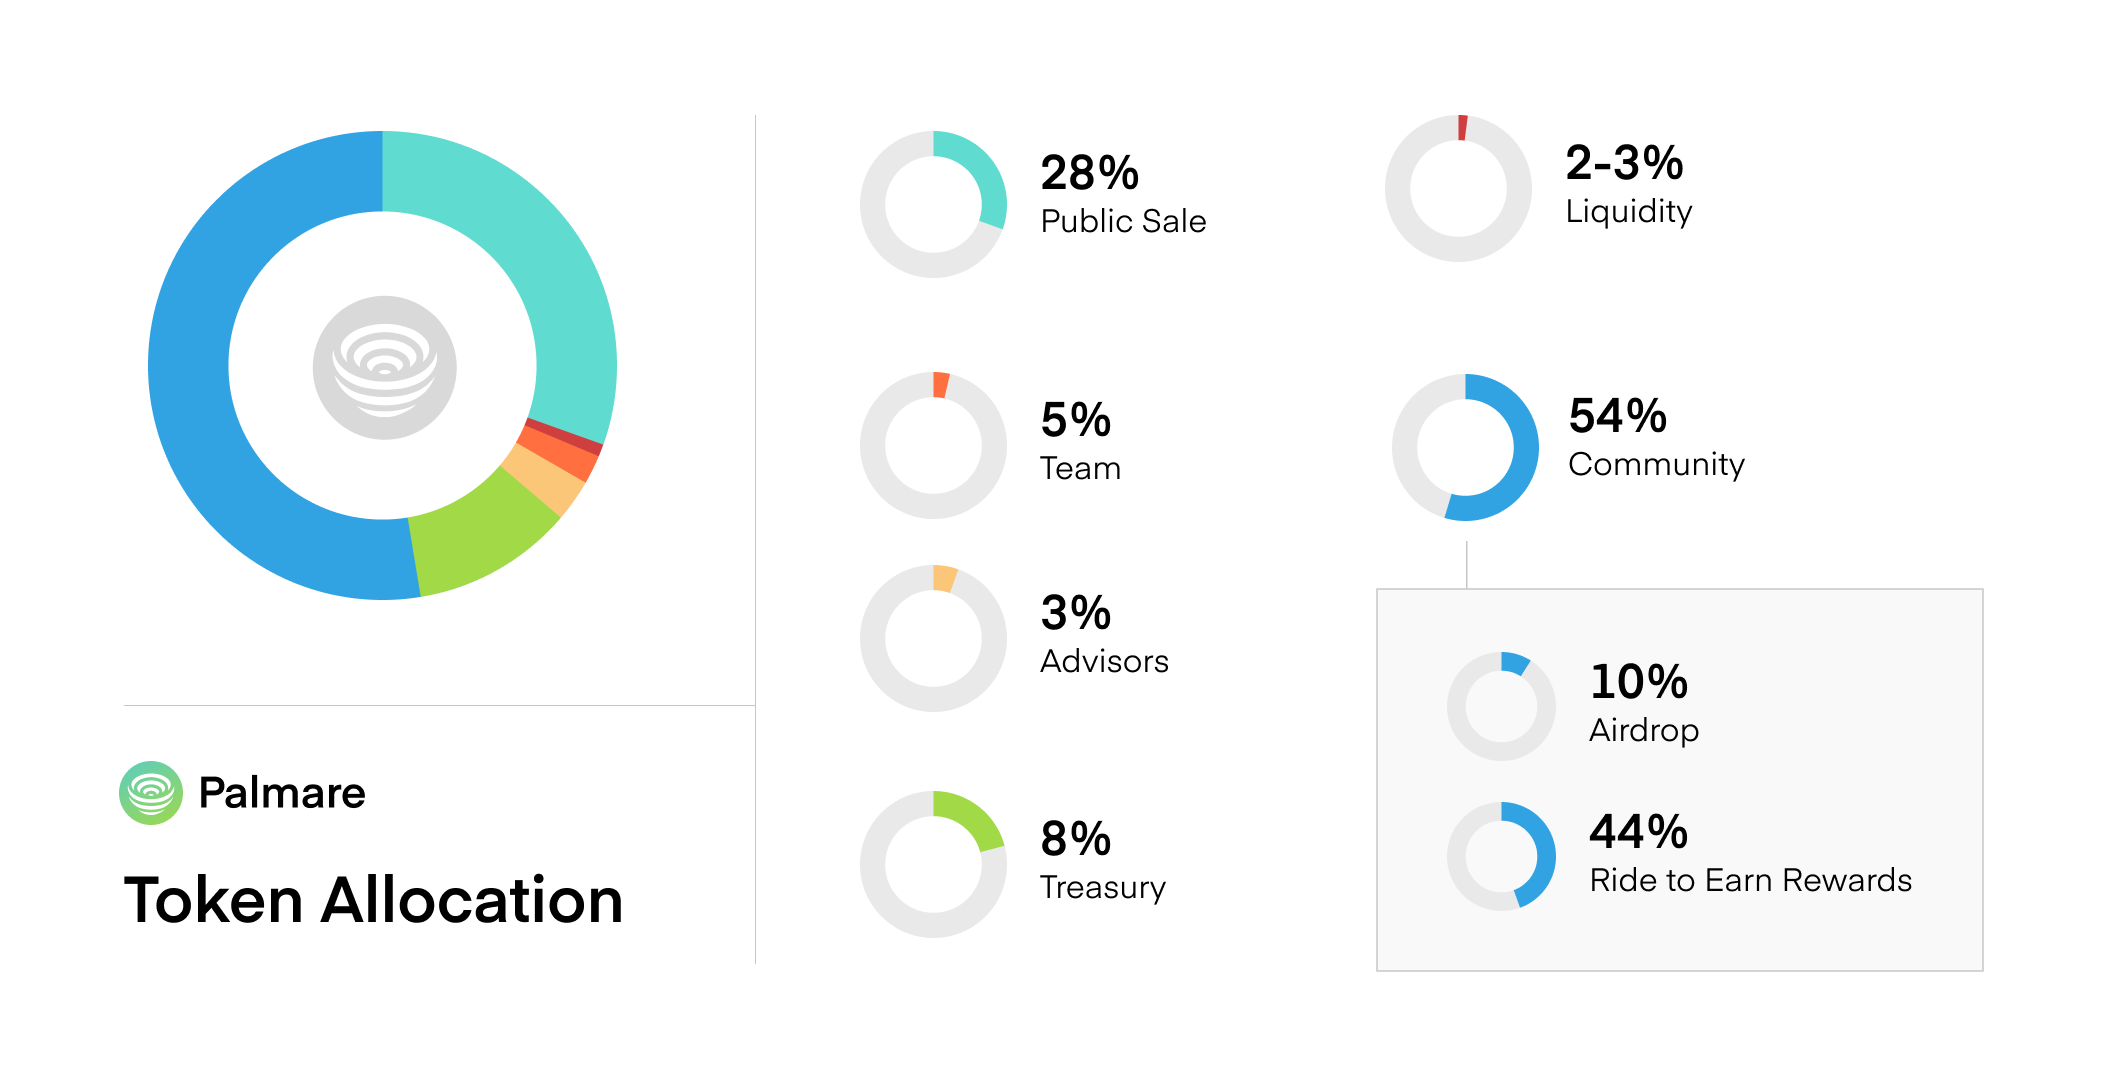 Palmare
Token Allocation
28%
Public Sale
5%
Team
3%
Advisors
8%
Treasury
2-3%
Liquidity
54%
Community
10%
Airdrop
44%
Ride to Earn Rewards